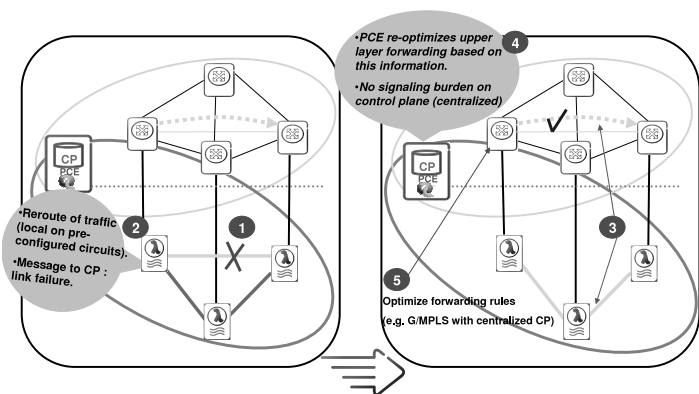 CP
PCE
•Reroute of traffic
(local on pre-
configured circuits).
•Message to CP :
link failure.
2
1
λ
λ
λ
•PCE re-optimizes upper
layer forwarding based on
this information.
•No signaling burden on
control plane (centralized)
4
CP
PCE
3
λ
λ
λ
5
Optimize forwarding rules
(e.g. G/MPLS with centralized CP)